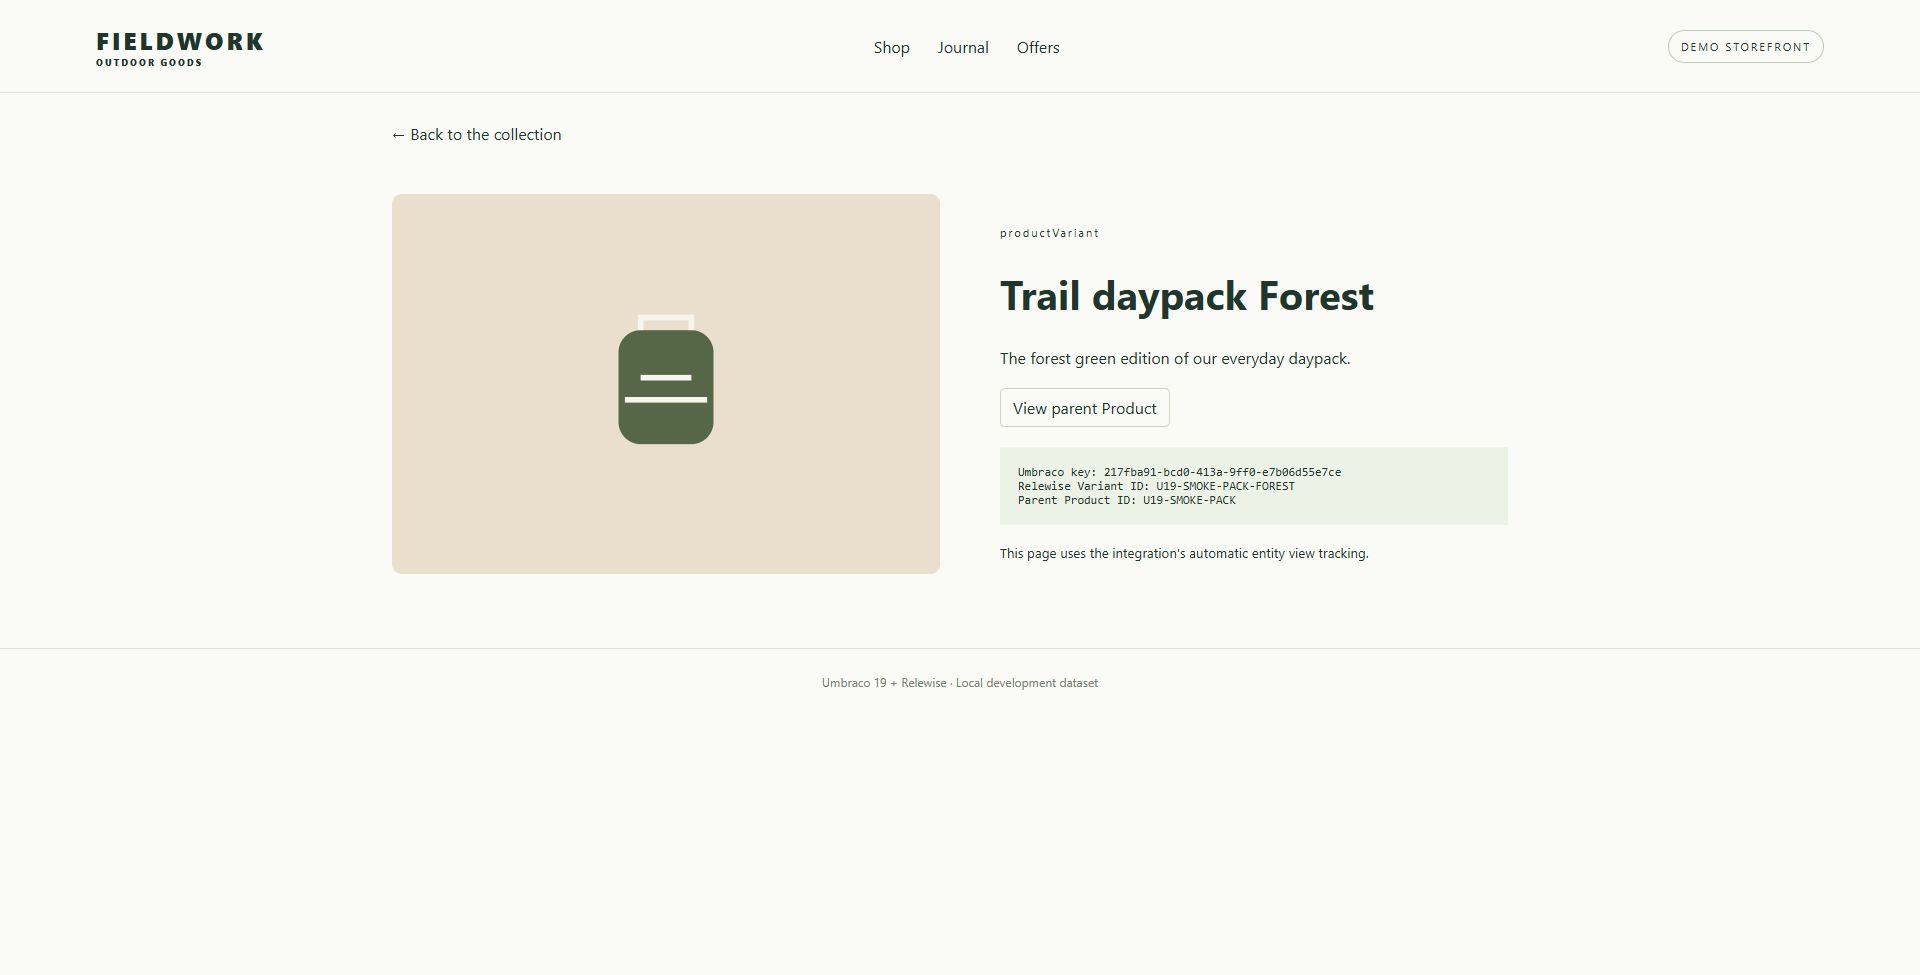 FIELDWORK
OUTDOOR GOODS
Shop Journal Offers
DEMO STOREFRONT
← Back to the collection
productVariant
Trail daypack Forest
The forest green edition of our everyday daypack.
View parent Product
Umbraco key: 217fba91-bcd0-413a-9ff0-e7b06d55e7ce
Relewise Variant ID: U19-SMOKE-PACK-FOREST
Parent Product ID: U19-SMOKE-PACK
This page uses the integration's automatic entity view tracking.
Umbraco 19 + Relewise · Local development dataset